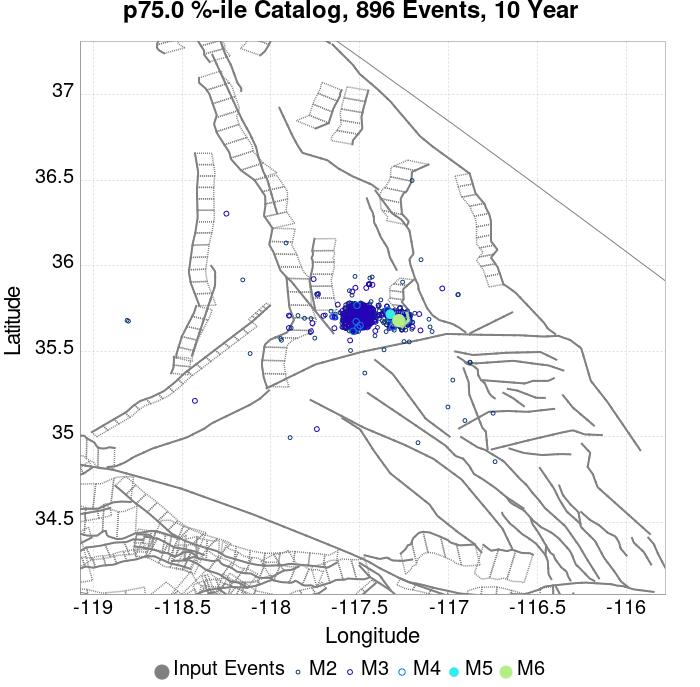 p75.0 %-ile Catalog, 896 Events, 10 Year
37
36.5
36
35.5
35
34.5
Latitude
-119 -118.5 -118 -117.5 -117 -116.5 -116
Longitude
Input Events M2 M3 M4 M5 M6